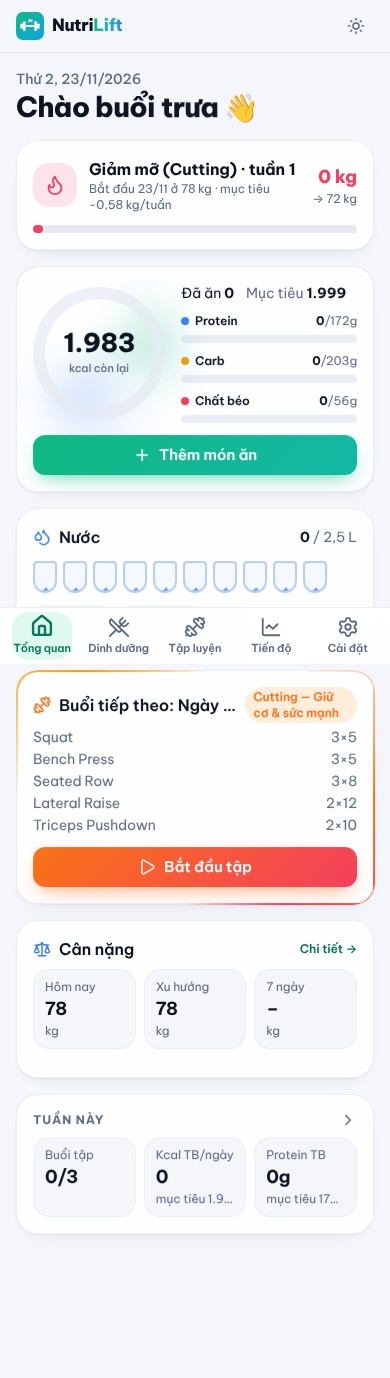 NutriLift
Thứ 2, 23/11/2026
Chào buổi trưa 👋
Giảm mỡ (Cutting) · tuần 1
Bắt đầu 23/11 ở 78 kg · mục tiêu
-0,58 kg/tuần
0 kg
→ 72 kg
1.983
kcal còn lại
Đã ăn 0 Mục tiêu 1.999
Protein 0/172g
Carb 0/203g
Chất béo 0/56g
+ Thêm món ăn
Nước 0 / 2,5 L
Tổng quan Dinh dưỡng Tập luyện Tiến độ Cài đặt
Buổi tiếp theo: Ngày ...
Cutting — Giữ
cơ & sức mạnh
Squat 3×5
Bench Press 3×5
Seated Row 3×8
Lateral Raise 2×12
Triceps Pushdown 2×10
Bắt đầu tập
Cân nặng Chi tiết →
Hôm nay Xu hướng 7 ngày
78 78 –
kg kg kg
TUẦN NÀY
Buổi tập Kcal TB/ngày Protein TB
0/3 0 0g
mục tiêu 1.9... mục tiêu 17...